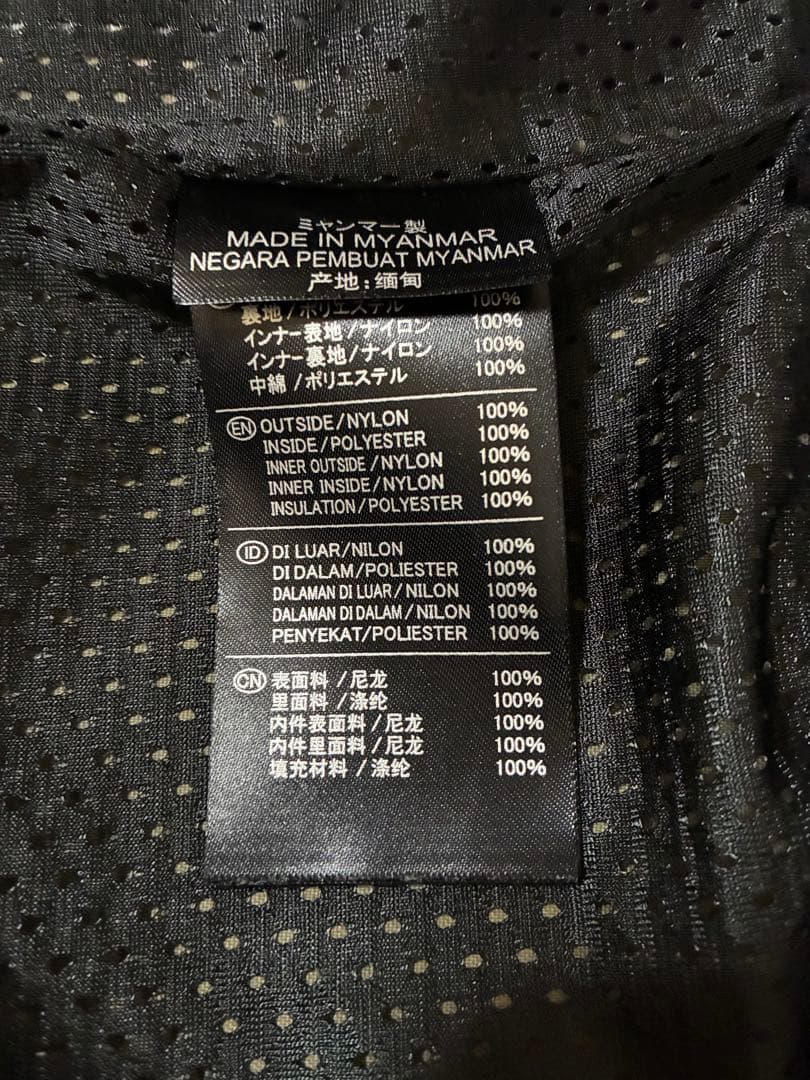 ミャンマー製
MADE IN MYANMAR
NEGARA PEMBUAT MYANMAR
产地:缅甸
裏地/ポリエステル 100%
インナー表地/ナイロン 100%
インナー裏地/ナイロン 100%
中綿/ポリエステル 100%
EN OUTSIDE/NYLON 100%
INSIDE/POLYESTER 100%
INNER OUTSIDE/NYLON 100%
INNER INSIDE/NYLON 100%
INSULATION/POLYESTER 100%
ID DI LUAR/NILON 100%
DI DALAM/POLIESTER 100%
DALAMAN DI LUAR/NILON 100%
DALAMAN DI DALAM/NILON 100%
PENYEKAT/POLIESTER 100%
CN 表面料/尼龙 100%
里面料/涤纶 100%
内件表面料/尼龙 100%
内件里面料/尼龙 100%
填充材料/涤纶 100%